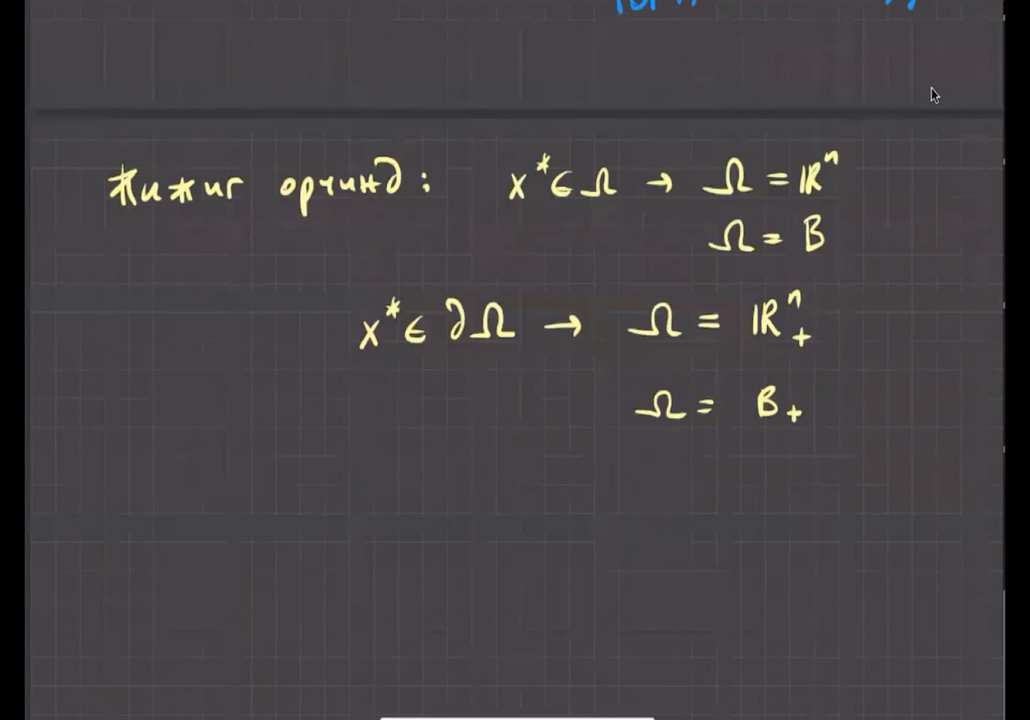 Жижиг орчинд: x* ∈ Ω → Ω = ℝⁿ
Ω = B
x* ∈ ∂Ω → Ω = ℝⁿ₊
Ω = B₊